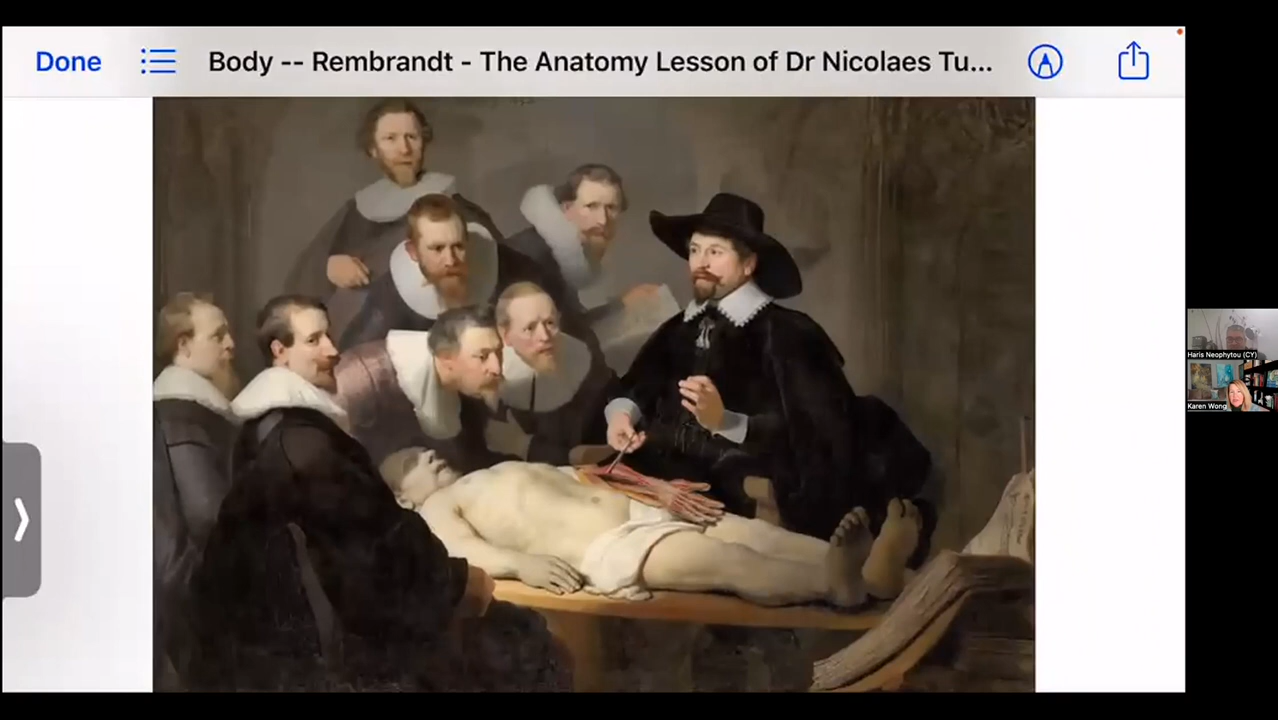 Done
Body -- Rembrandt - The Anatomy Lesson of Dr Nicolaes Tu...
Haris Neophytou (CY)
Karen Wong